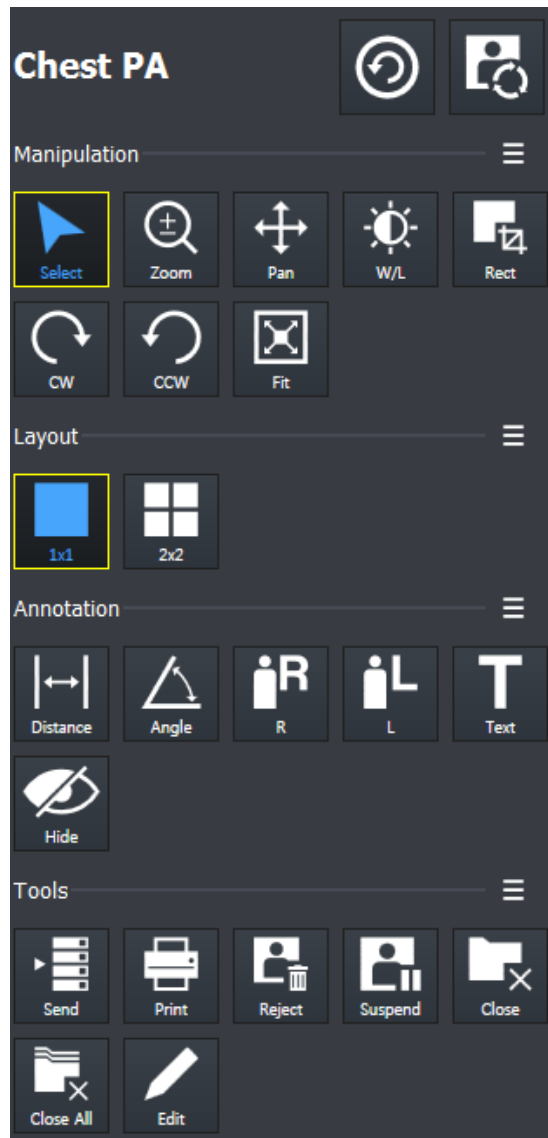 Chest PA
Manipulation
Select Zoom Pan W/L Rect
CW CCW Fit
Layout
1x1 2x2
Annotation
R L T
Distance Angle R L Text
Hide
Tools
Send Print Reject Suspend Close
Close All Edit